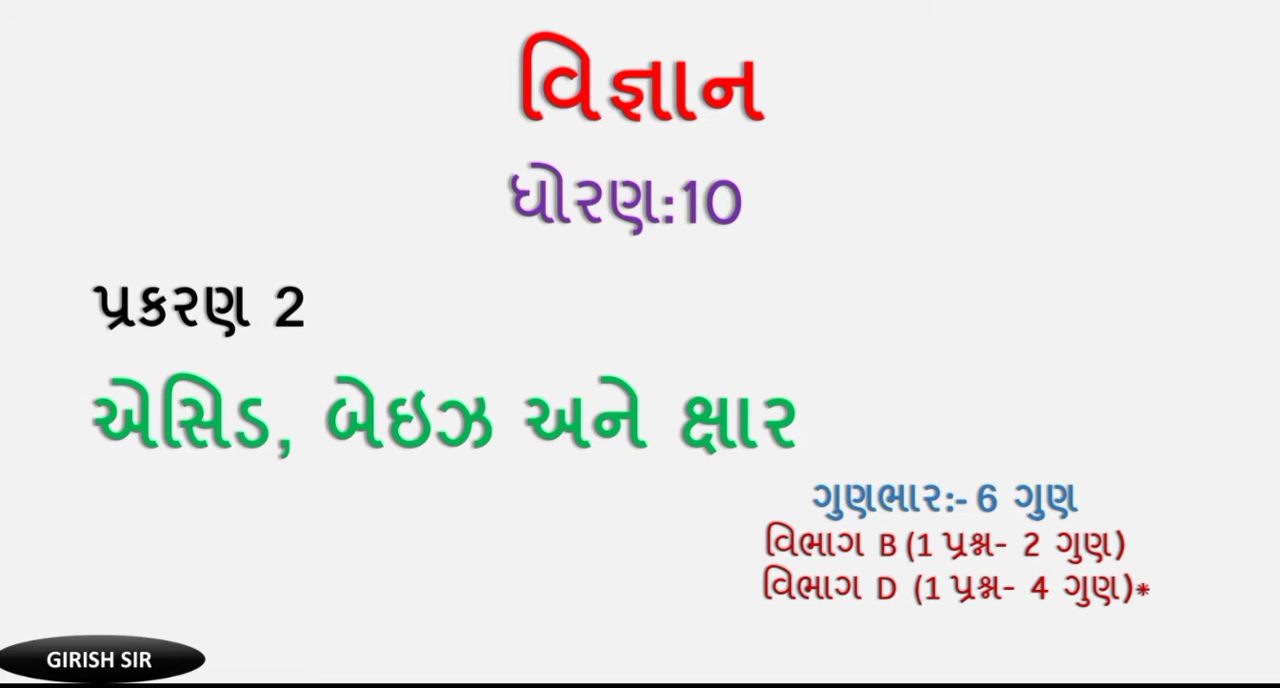 વિજ્ઞાન
ધોરણ:10
પ્રકરણ 2
એસિડ, બેઇઝ અને ક્ષાર
ગુણભાર:- 6 ગુણ
વિભાગ B (1 પ્રશ્ન- 2 ગુણ)
વિભાગ D (1 પ્રશ્ન- 4 ગુણ)*
GIRISH SIR